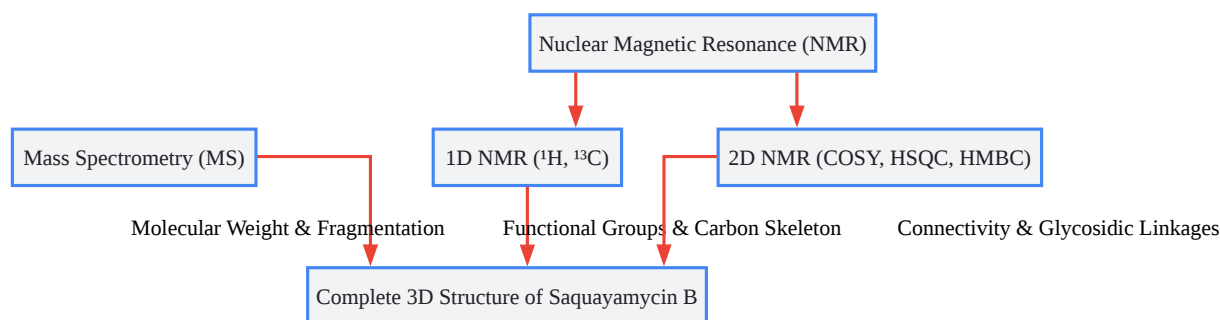 Nuclear Magnetic Resonance (NMR)
Mass Spectrometry (MS)
1D NMR (¹H, ¹³C)
2D NMR (COSY, HSQC, HMBC)
Molecular Weight & Fragmentation
Functional Groups & Carbon Skeleton
Connectivity & Glycosidic Linkages
Complete 3D Structure of Saquayamycin B